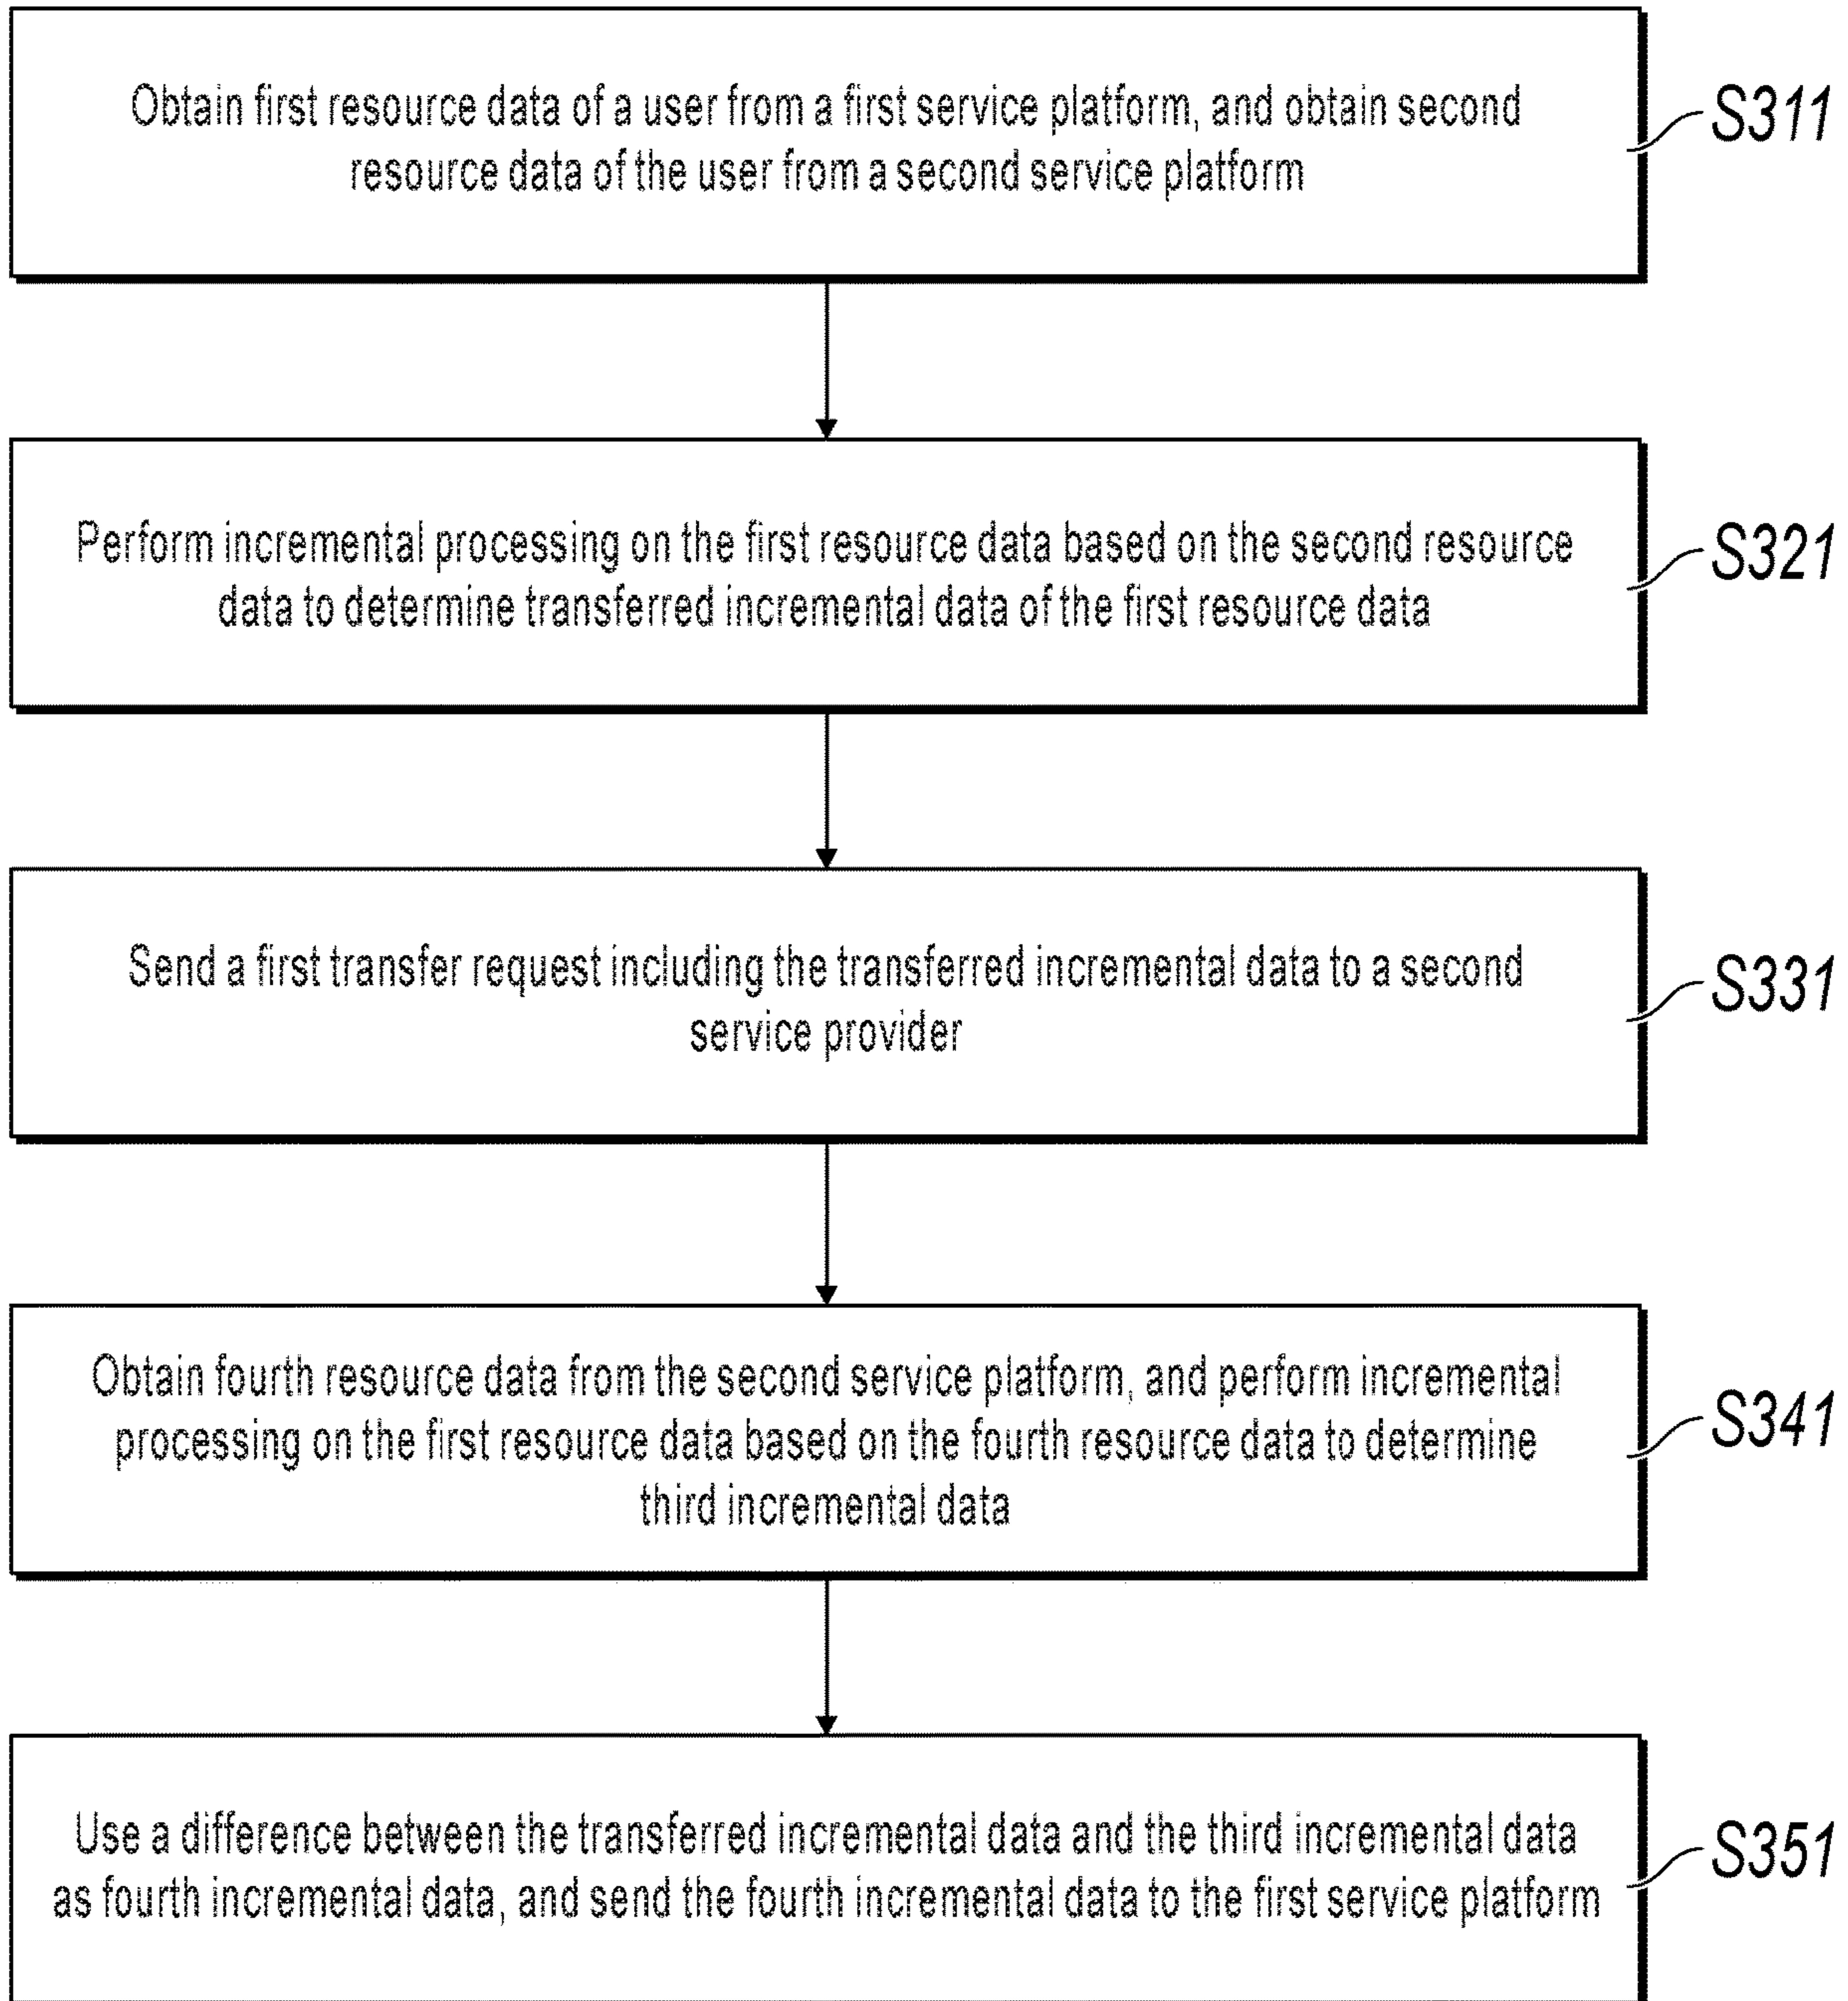 Obtain first resource data of a user from a first service platform, and obtain second
resource data of the user from a second service platform
S311
Perform incremental processing on the first resource data based on the second resource
data to determine transferred incremental data of the first resource data
S321
Send a first transfer request including the transferred incremental data to a second
service provider
S331
Obtain fourth resource data from the second service platform, and perform incremental
processing on the first resource data based on the fourth resource data to determine
third incremental data
S341
Use a difference between the transferred incremental data and the third incremental data
as fourth incremental data, and send the fourth incremental data to the first service platform
S351